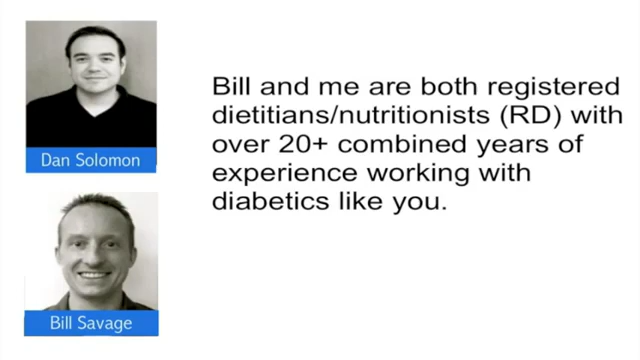 Dan Solomon
Bill Savage
Bill and me are both registered
dietitians/nutritionists (RD) with
over 20+ combined years of
experience working with
diabetics like you.